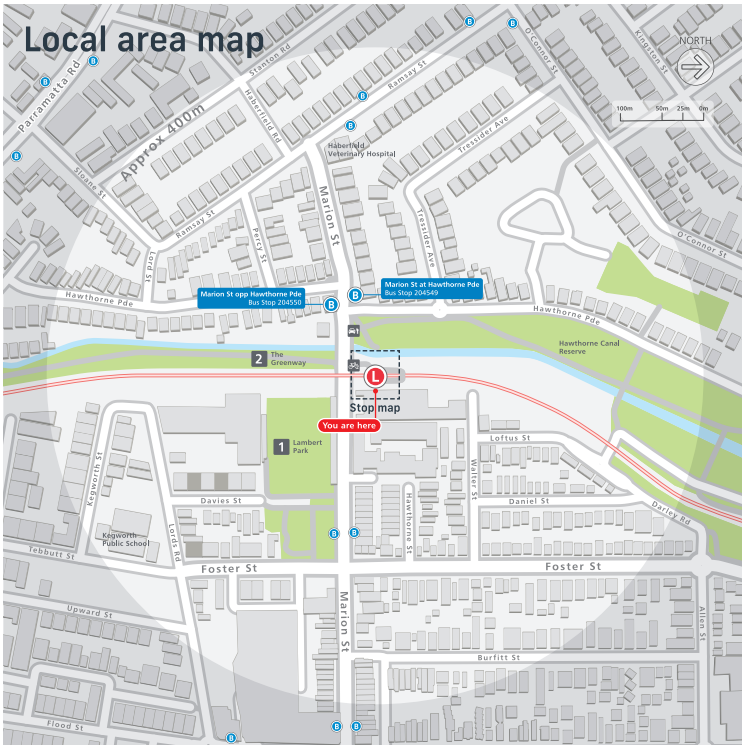 Local area map
NORTH
100m 50m 25m 0m
Approx 400m
Parramatta Rd
Stanton Rd
Ramsay St
O'Connor St
Kingston St
Haberfield Rd
Haberfield
Veterinary Hospital
Tressider Ave
Sloane St
Ramsay St
Marion St
Percy St
Tressider Ave
Lord St
O'Connor St
Marion St opp Hawthorne Pde
Bus Stop 204550
Marion St at Hawthorne Pde
Bus Stop 204549
Hawthorne Pde
Hawthorne Pde
Hawthorne Canal
Reserve
2 The
Greenway
L
Stop map
You are here
1 Lambert
Park
Loftus St
Kegworth St
Walter St
Davies St
Hawthorne St
Daniel St
Darley Rd
Lords Rd
Kegworth
Public School
Tebbutt St
Foster St
Foster St
Upward St
Marion St
Allen St
Burfitt St
Flood St
B
B
B
B
B
B
B
B
B
B
B
B
B
B